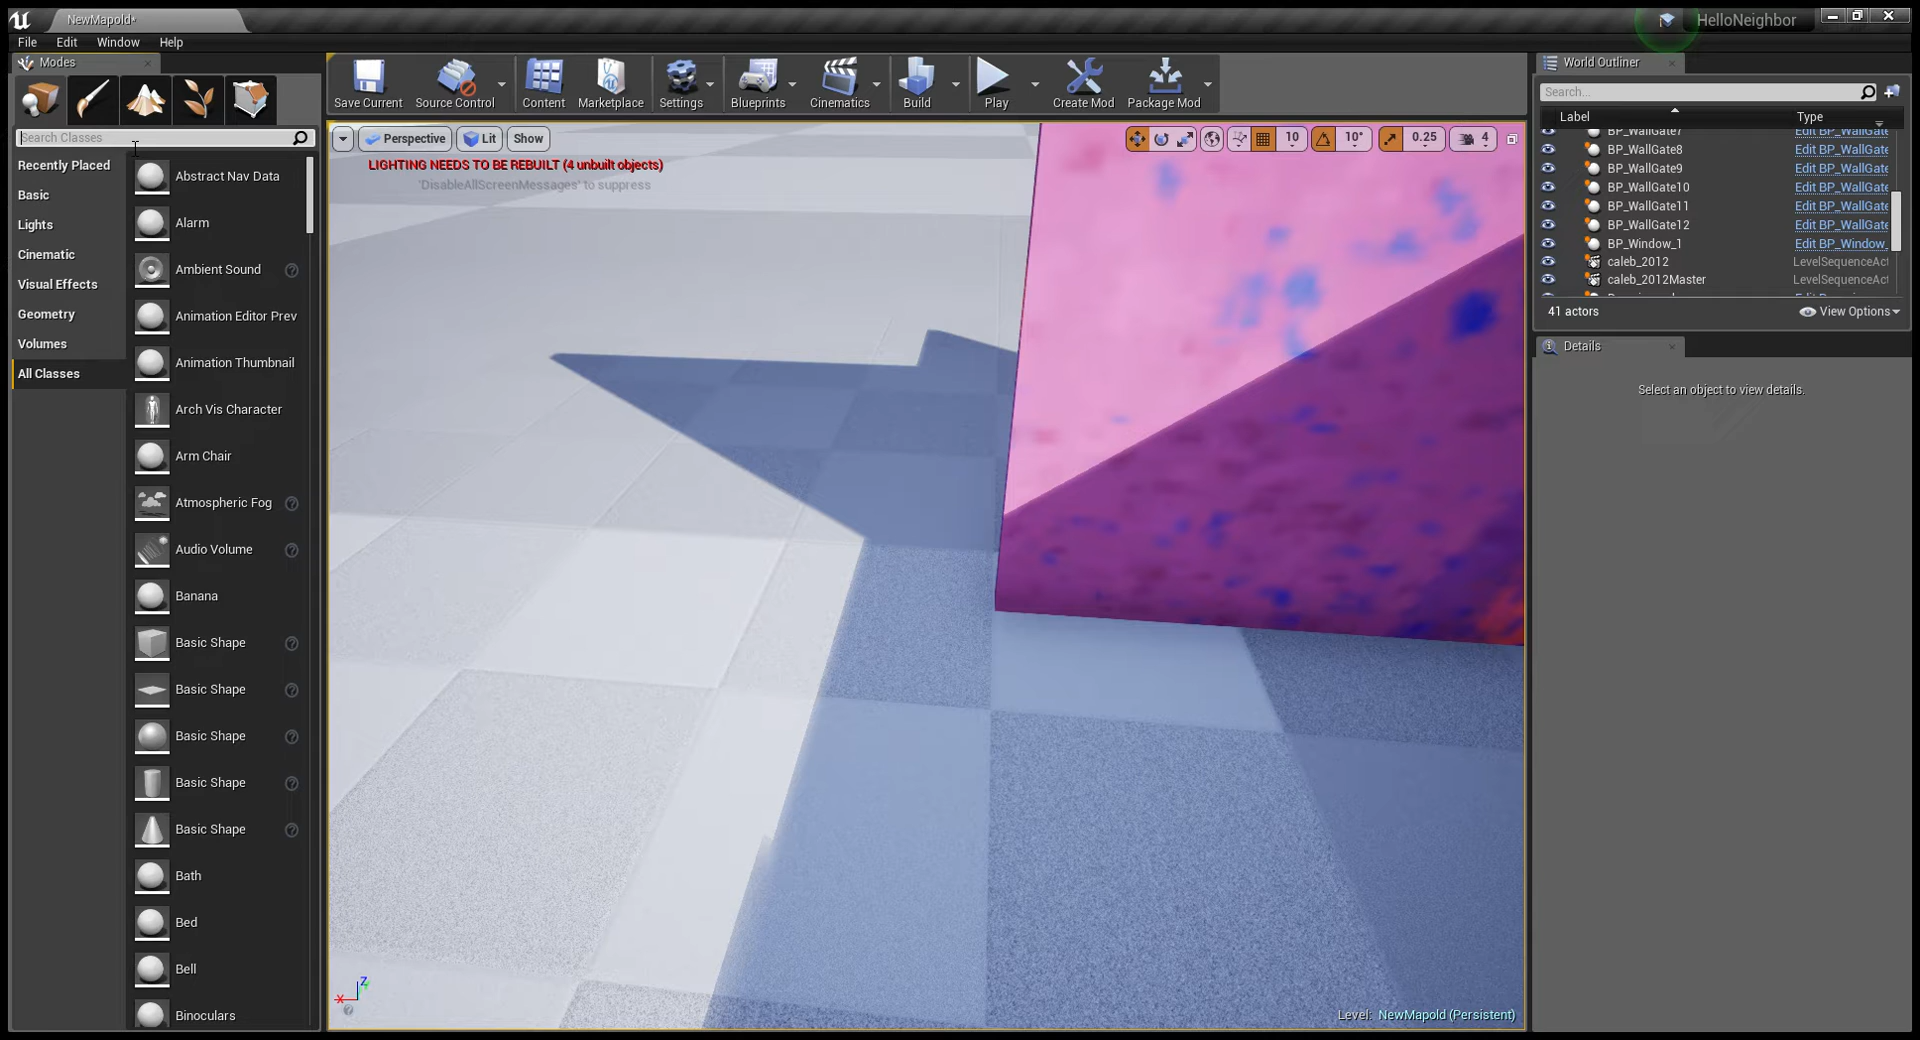 NewMapold*
HelloNeighbor
File Edit Window Help
Modes
Search Classes
Recently Placed
Basic
Lights
Cinematic
Visual Effects
Geometry
Volumes
All Classes
Abstract Nav Data
Alarm
Ambient Sound
Animation Editor Prev
Animation Thumbnail
Arch Vis Character
Arm Chair
Atmospheric Fog
Audio Volume
Banana
Basic Shape
Basic Shape
Basic Shape
Basic Shape
Basic Shape
Bath
Bed
Bell
Binoculars
Save Current Source Control Content Marketplace Settings Blueprints Cinematics Build Play Create Mod Package Mod
Perspective Lit Show 10 10° 0.25 4
LIGHTING NEEDS TO BE REBUILT (4 unbuilt objects)
'DisableAllScreenMessages' to suppress
X Z
Level: NewMapold (Persistent)
World Outliner
Search...
Label Type
BP_WallGate7 Edit BP_WallGate
BP_WallGate8 Edit BP_WallGate
BP_WallGate9 Edit BP_WallGate
BP_WallGate10 Edit BP_WallGate
BP_WallGate11 Edit BP_WallGate
BP_WallGate12 Edit BP_WallGate
BP_Window_1 Edit BP_Window_
caleb_2012 LevelSequenceAct
caleb_2012Master LevelSequenceAct
41 actors View Options
Details
Select an object to view details.